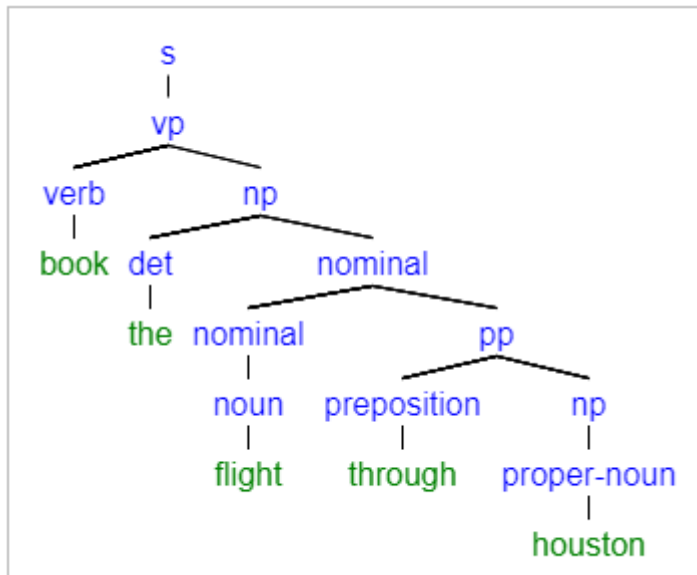 s
vp
verb np
book det nominal
the nominal pp
noun preposition np
flight through proper-noun
houston